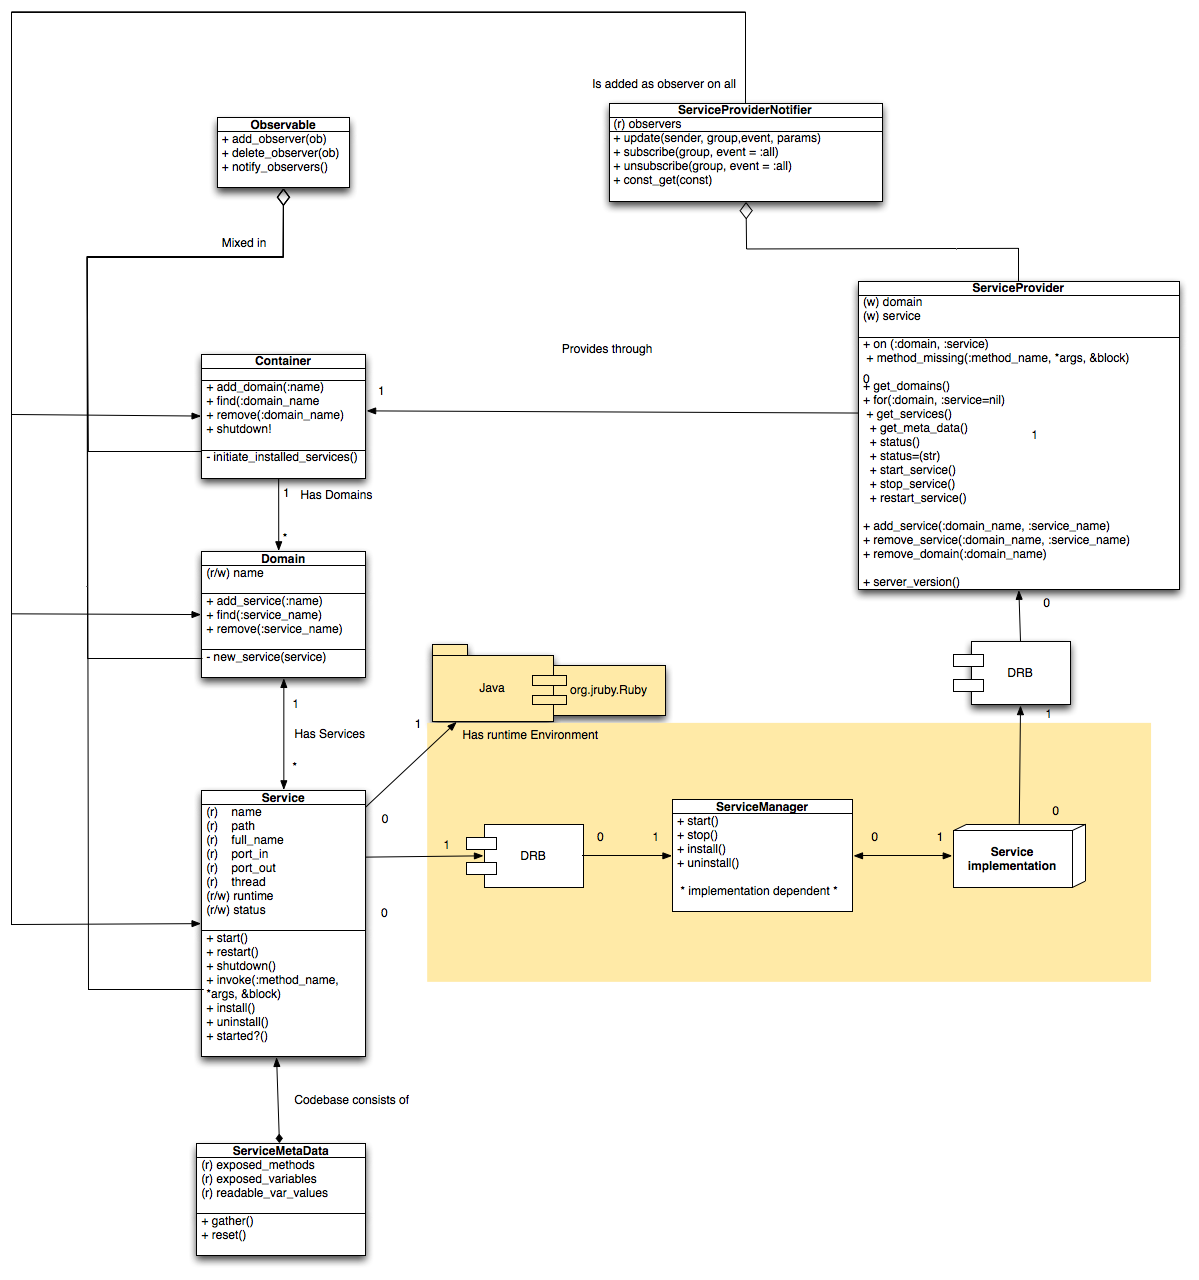 Is added as observer on all
ServiceProviderNotifier
(r) observers
+ update(sender, group,event, params)
+ subscribe(group, event = :all)
+ unsubscribe(group, event = :all)
+ const_get(const)
Observable
+ add_observer(ob)
+ delete_observer(ob)
+ notify_observers()
Mixed in
ServiceProvider
(w) domain
(w) service
+ on (:domain, :service)
+ method_missing(:method_name, *args, &block)
0
+ get_domains()
+ for(:domain, :service=nil)
+ get_services()
+ get_meta_data()
1
+ status()
+ status=(str)
+ start_service()
+ stop_service()
+ restart_service()
+ add_service(:domain_name, :service_name)
+ remove_service(:domain_name, :service_name)
+ remove_domain(:domain_name)
+ server_version()
Provides through
1
Container
+ add_domain(:name)
+ find(:domain_name
+ remove(:domain_name)
+ shutdown!
- initiate_installed_services()
1
Has Domains
*
Domain
(r/w) name
+ add_service(:name)
+ find(:service_name)
+ remove(:service_name)
- new_service(service)
1
Has Services
*
0
DRB
1
Java
org.jruby.Ruby
1
Has runtime Environment
0
Service
(r) name
(r) path
(r) full_name
(r) port_in
(r) port_out
(r) thread
(r/w) runtime
(r/w) status
+ start()
+ restart()
+ shutdown()
+ invoke(:method_name,
*args, &block)
+ install()
+ uninstall()
+ started?()
1
0
DRB
0
1
ServiceManager
+ start()
+ stop()
+ install()
+ uninstall()
* implementation dependent *
0
1
0
Service
implementation
Codebase consists of
ServiceMetaData
(r) exposed_methods
(r) exposed_variables
(r) readable_var_values
+ gather()
+ reset()